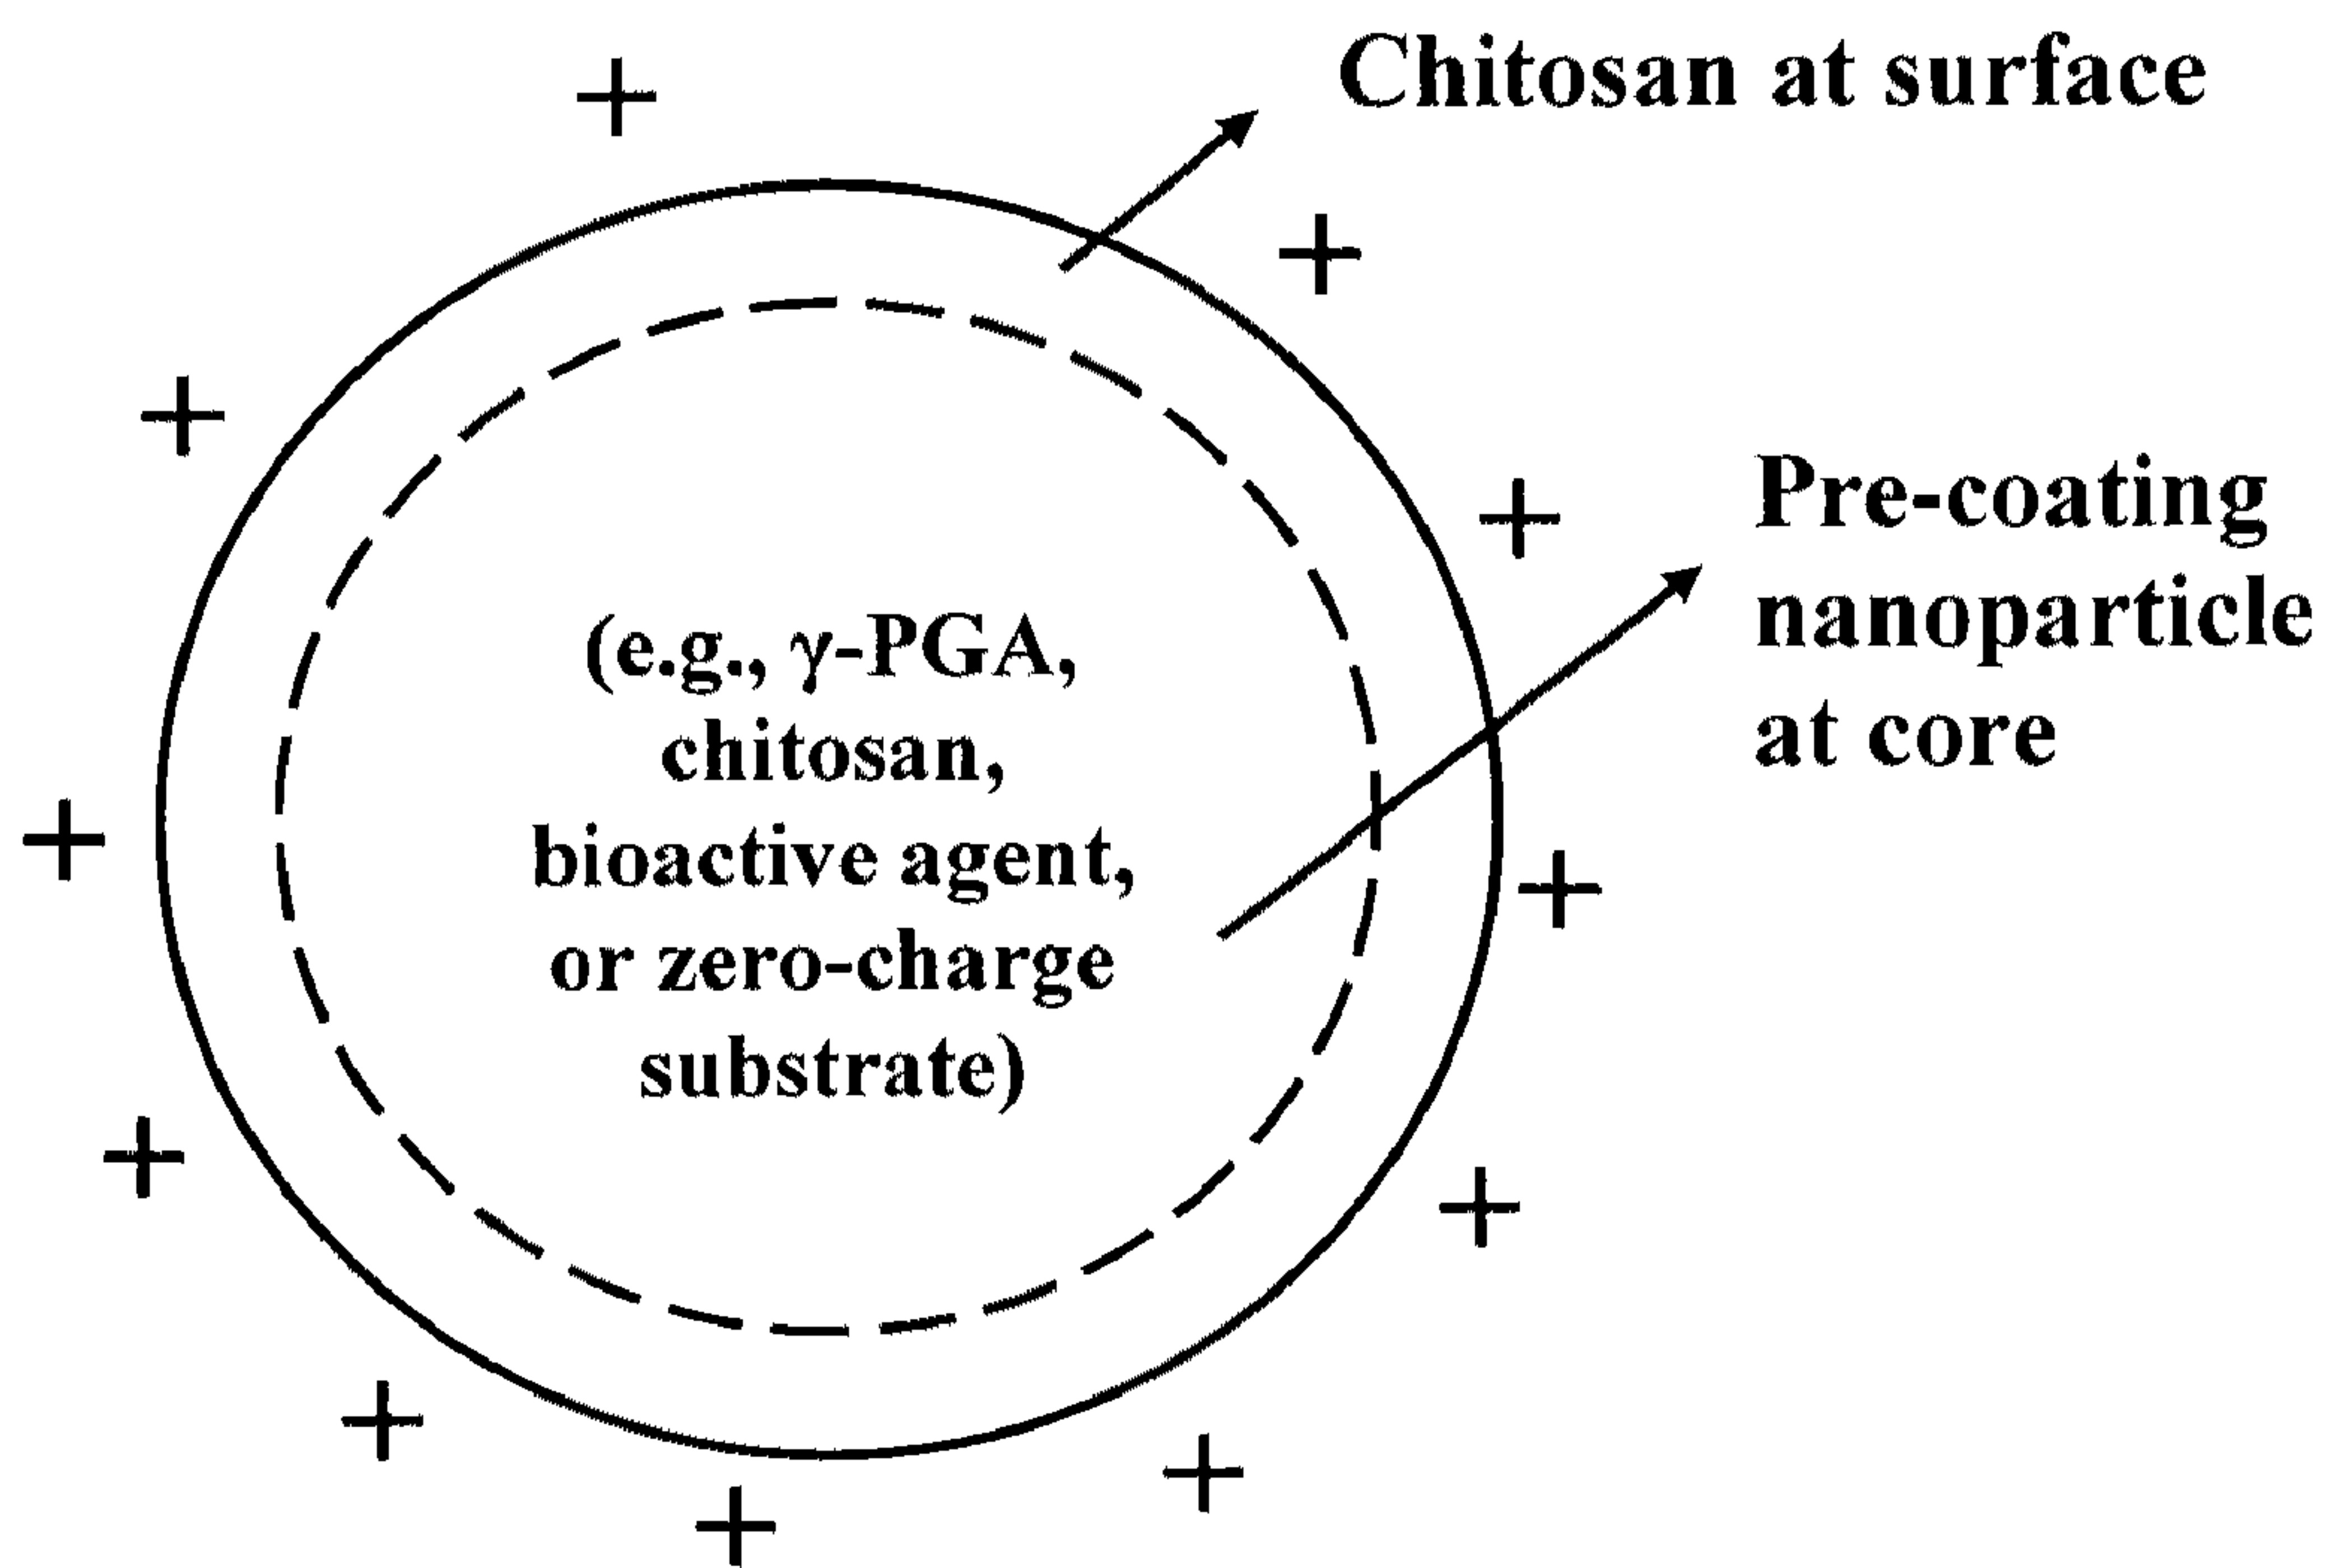 Chitosan at surface
Pre-coating
nanoparticle
at core
(e.g., γ-PGA,
chitosan,
bioactive agent,
or zero-charge
substrate)
+
+
+
+
+
+
+
+
+
+
+